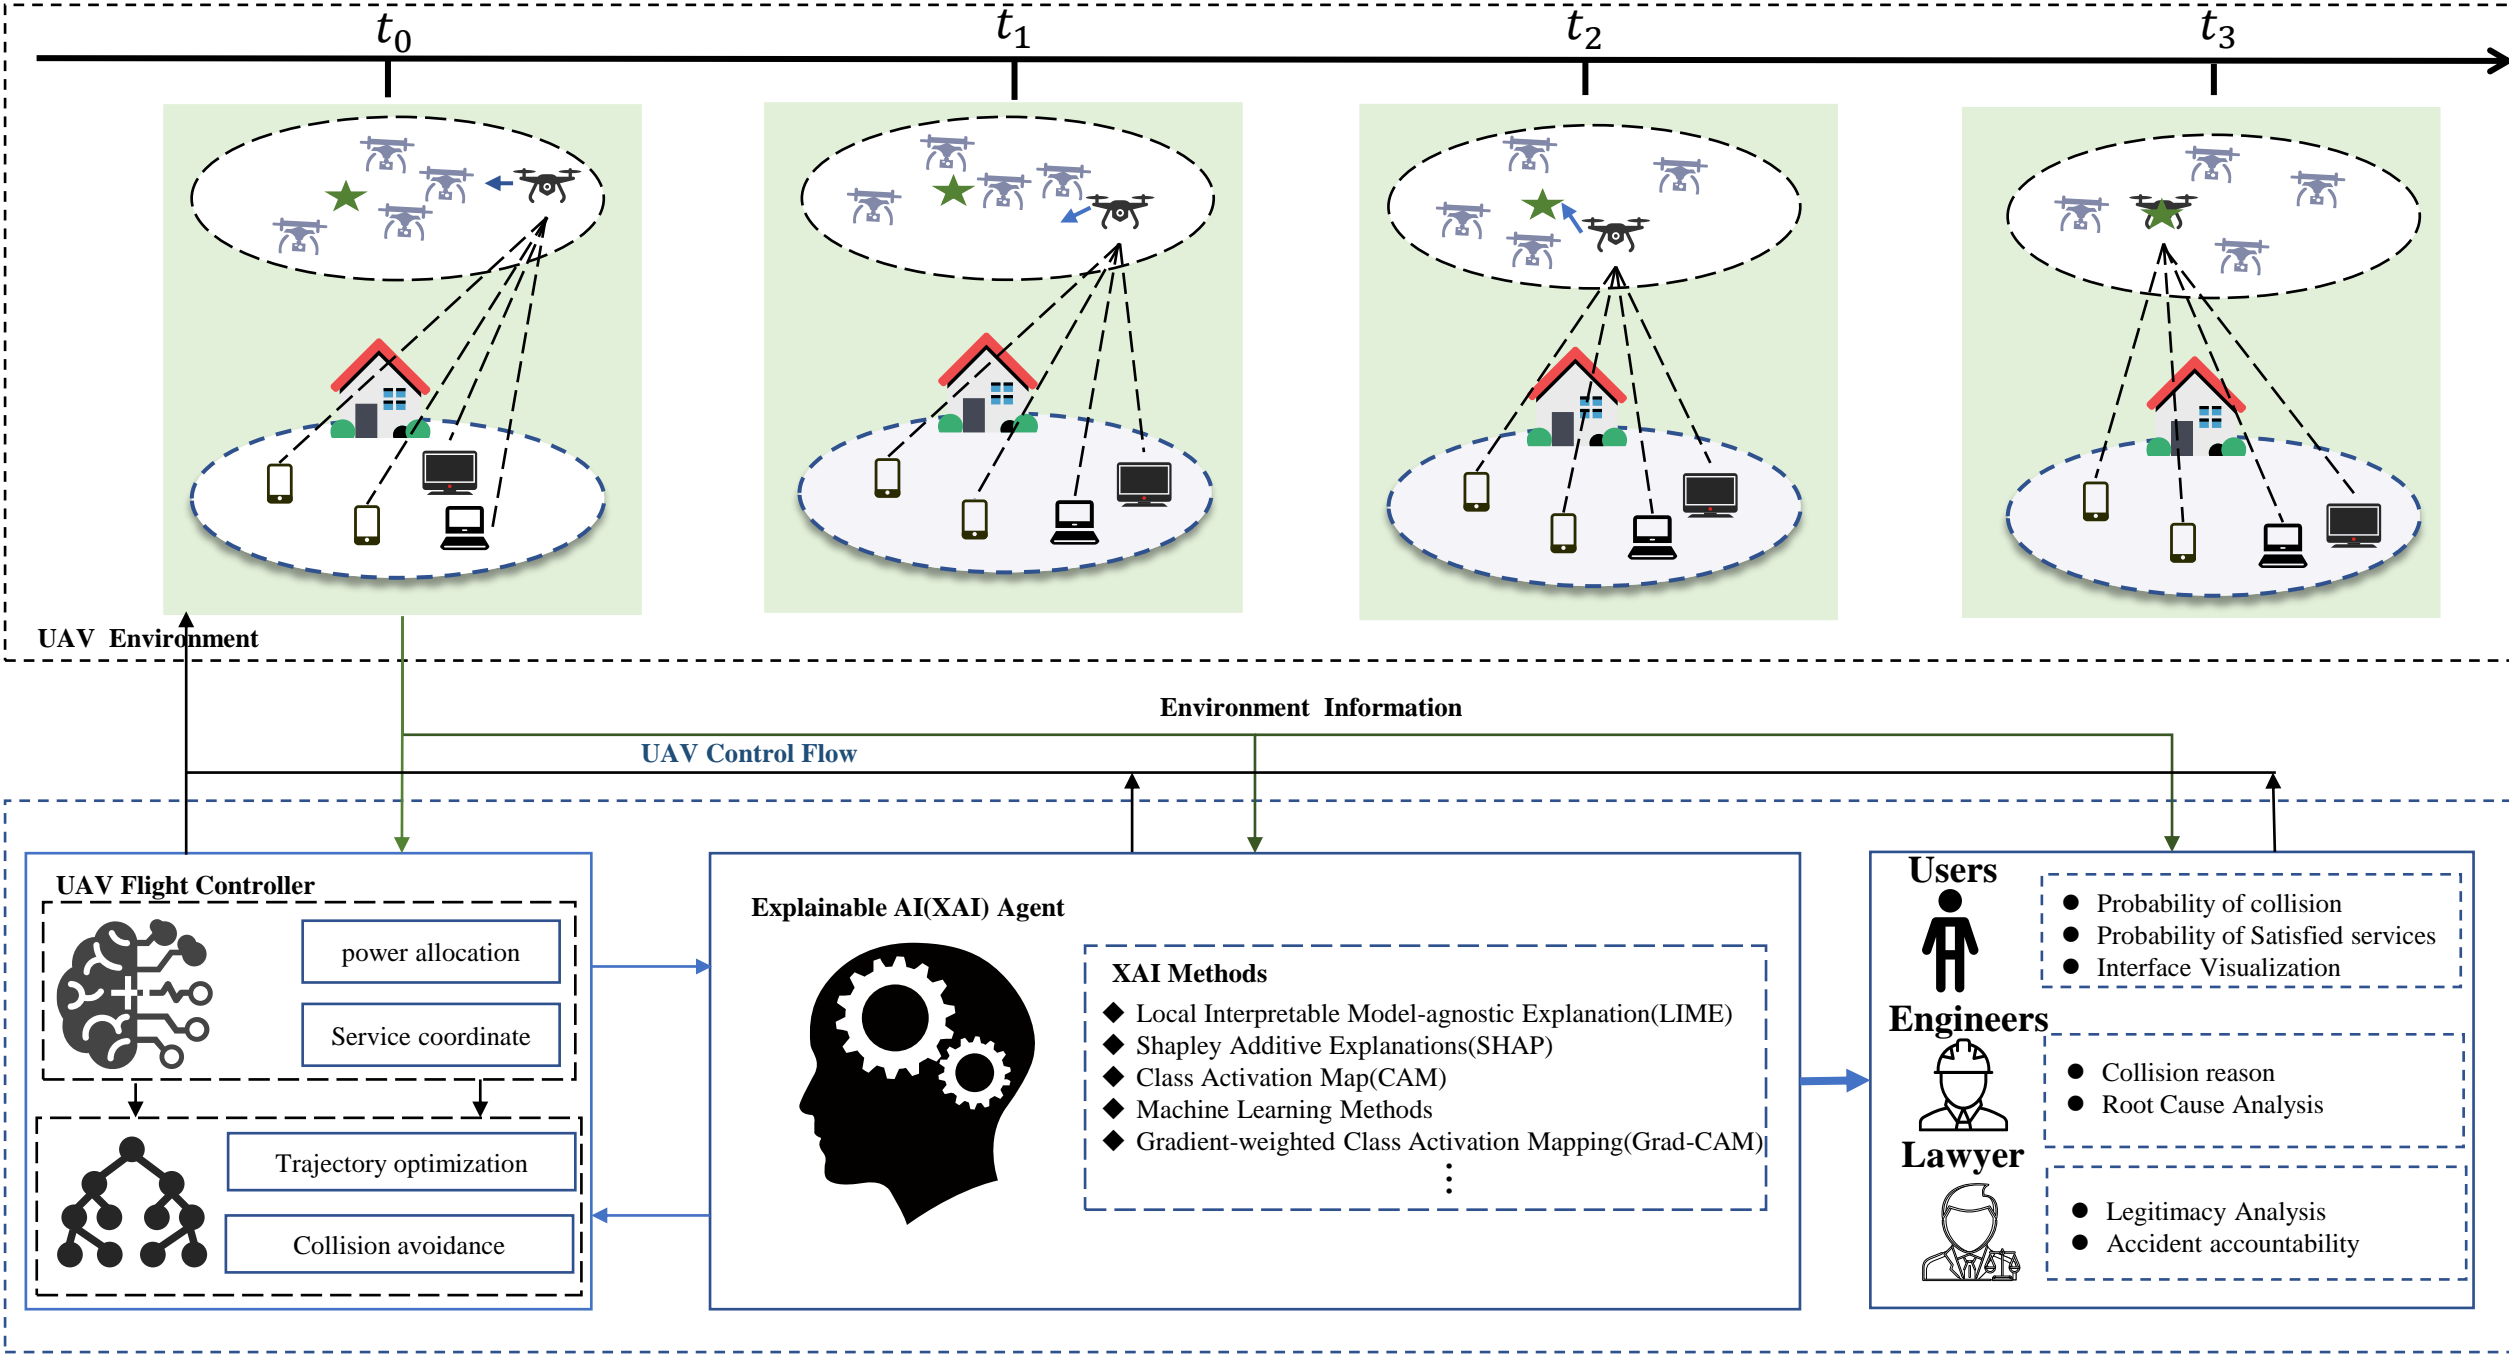 t0
t1
t2
t3
UAV Environment
Environment Information
UAV Control Flow
UAV Flight Controller
power allocation
Service coordinate
Trajectory optimization
Collision avoidance
Explainable AI(XAI) Agent
XAI Methods
◆ Local Interpretable Model-agnostic Explanation(LIME)
◆ Shapley Additive Explanations(SHAP)
◆ Class Activation Map(CAM)
◆ Machine Learning Methods
◆ Gradient-weighted Class Activation Mapping(Grad-CAM)
⋮
Users
● Probability of collision
● Probability of Satisfied services
● Interface Visualization
Engineers
● Collision reason
● Root Cause Analysis
Lawyer
● Legitimacy Analysis
● Accident accountability